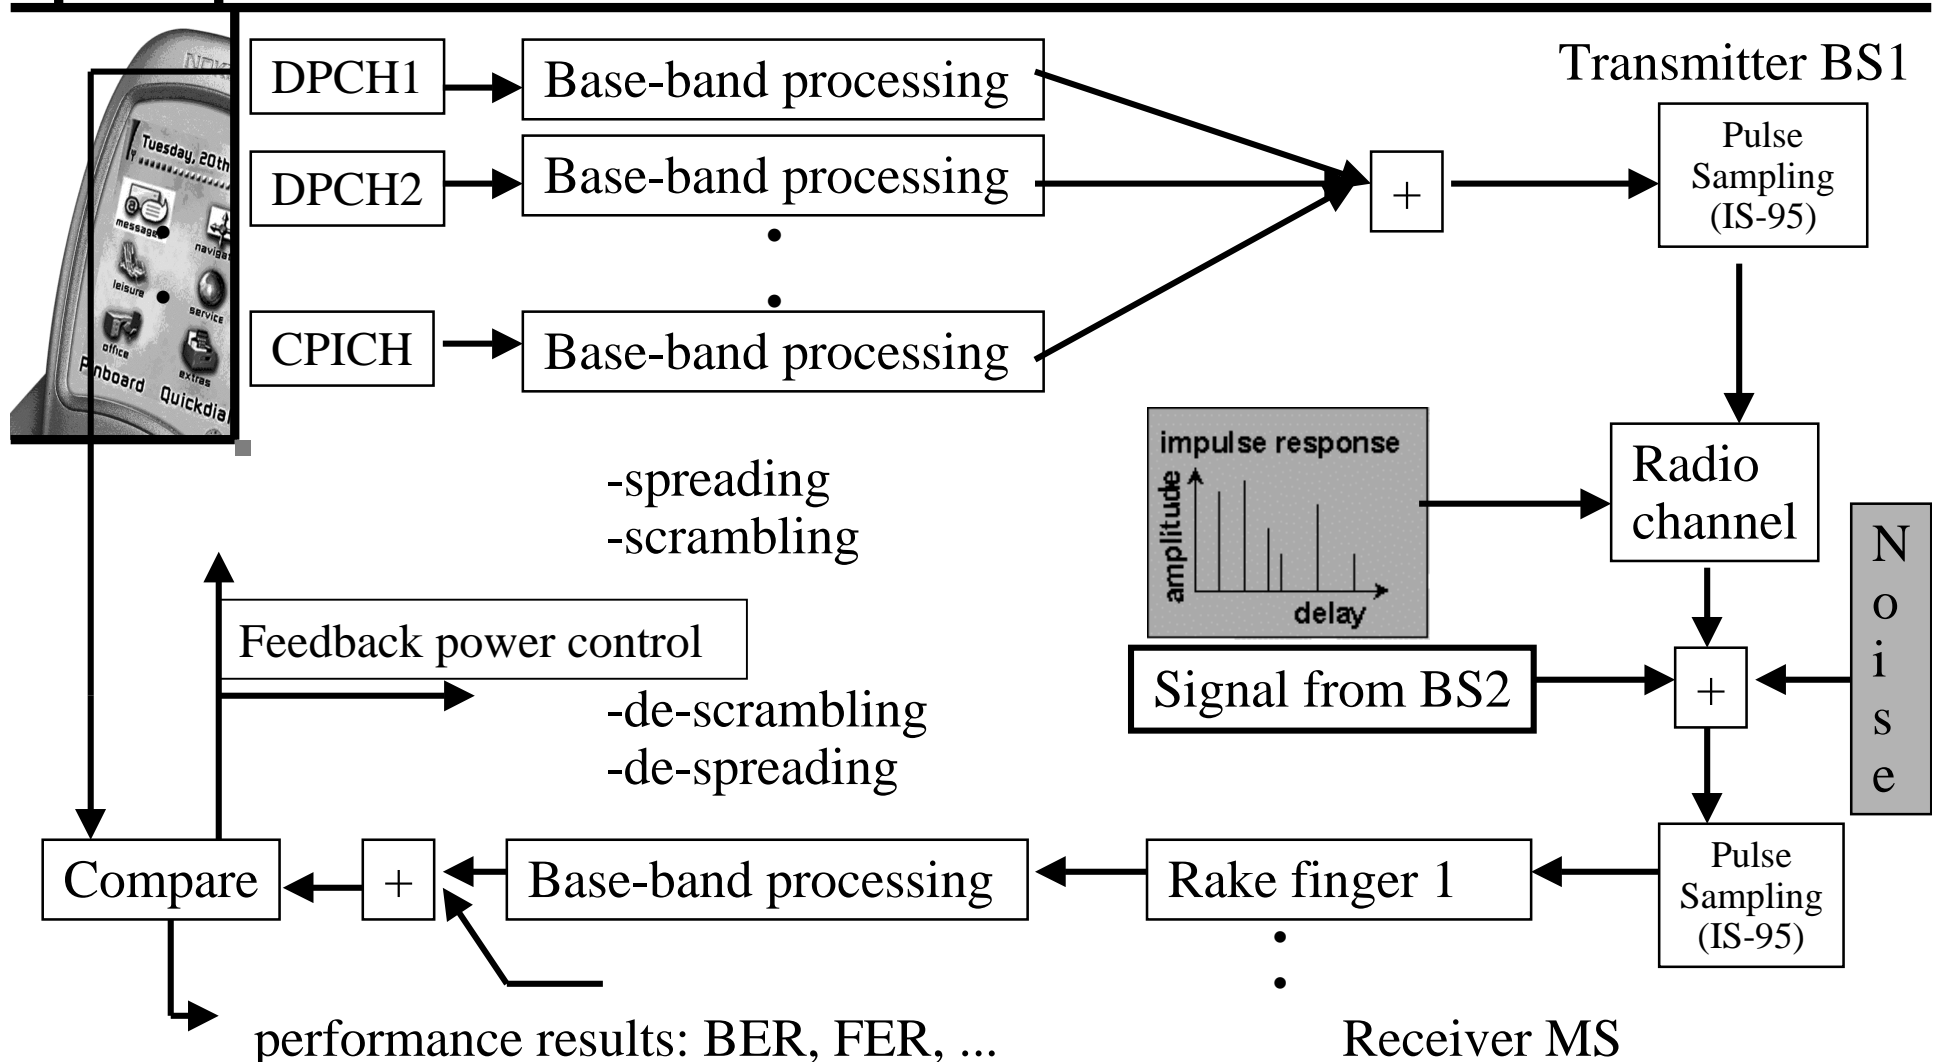 Transmitter BS1
DPCH1
Base-band processing
DPCH2
Base-band processing
CPICH
Base-band processing
+
Pulse
Sampling
(IS-95)
Tuesday, 20th
message
leisure
service
office
extras
Quickdial
-spreading
-scrambling
impulse response
amplitude
delay
Radio
channel
Noise
Feedback power control
Signal from BS2
+
-de-scrambling
-de-spreading
Compare
+
Base-band processing
Rake finger 1
Pulse
Sampling
(IS-95)
performance results: BER, FER, ...
Receiver MS